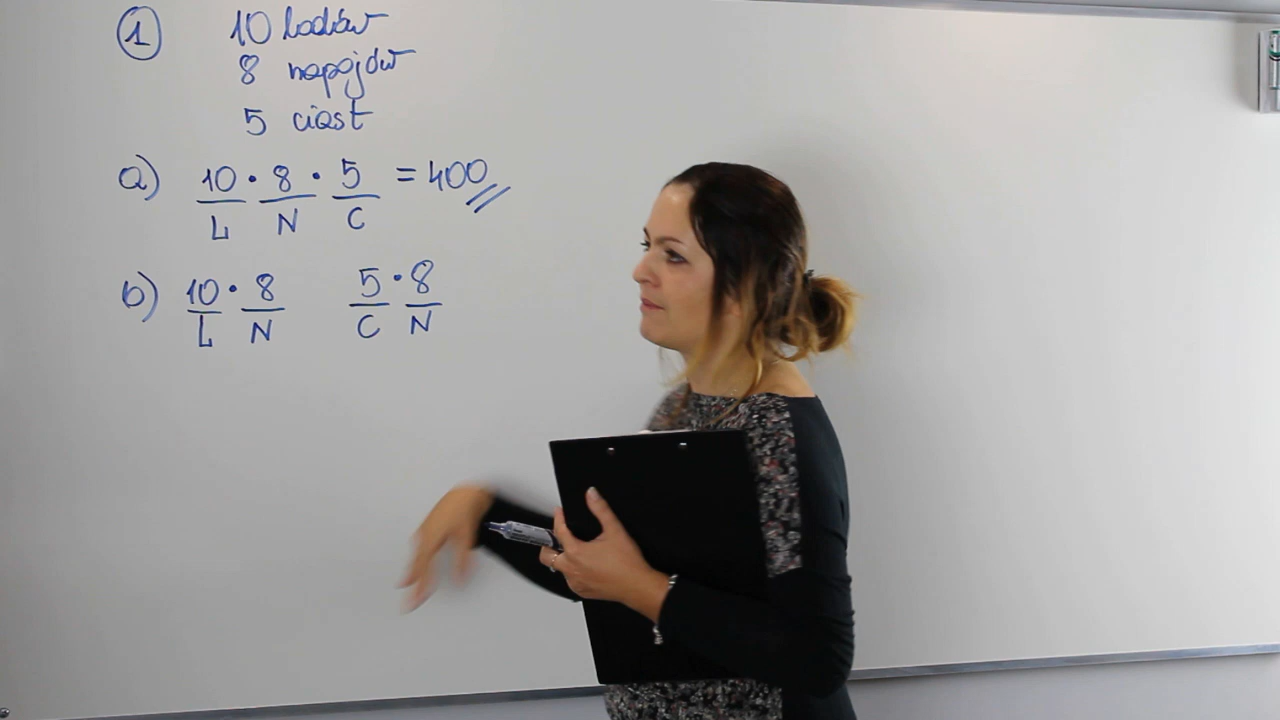 1 10 lodów
8 napojów
5 ciast
a) 10 · 8 · 5 = 400
L N C
b) 10 · 8 5 · 8
L N C N